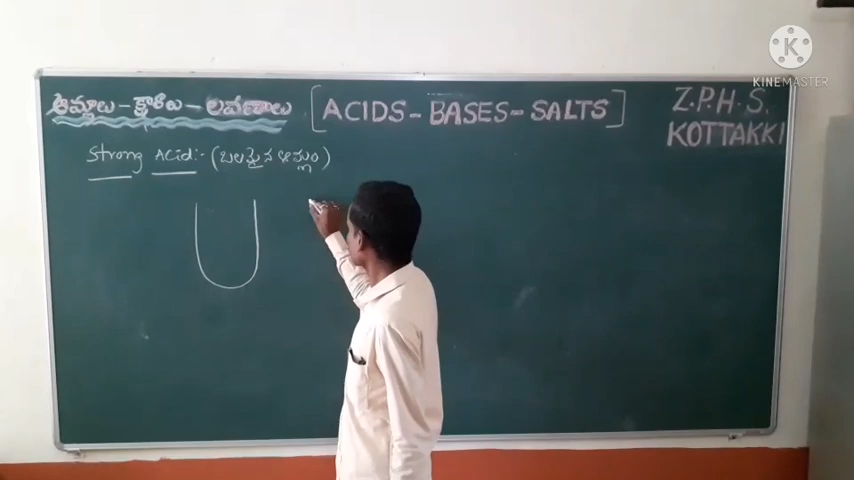 ఆమ్లాలు - క్షారాలు - లవణాలు [ACIDS - BASES - SALTS]
Z.P.H.S.
KOTTAKKI
Strong Acid:- (బలమైన ఆమ్లం)
KINEMASTER